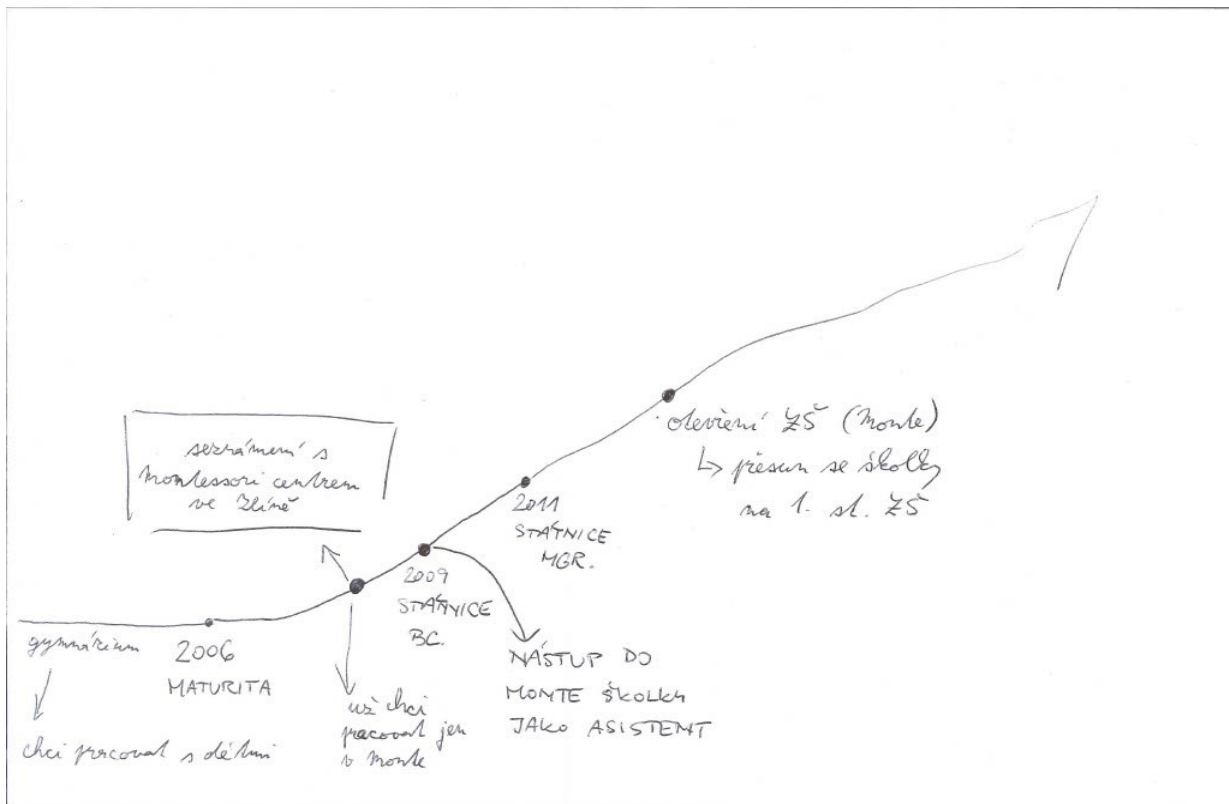 gymnázium
chci pracovat s dětmi
2006
MATURITA
seznámení s
Montessori centrem
ve Zlíně
už chci
pracovat jen
v Monte
2009
STÁTNICE
BC.
NÁSTUP DO
MONTE ŠKOLKY
JAKO ASISTENT
2011
STÁTNICE
MGR.
otevření ZŠ (Monte)
přesun se školky
na 1. st. ZŠ